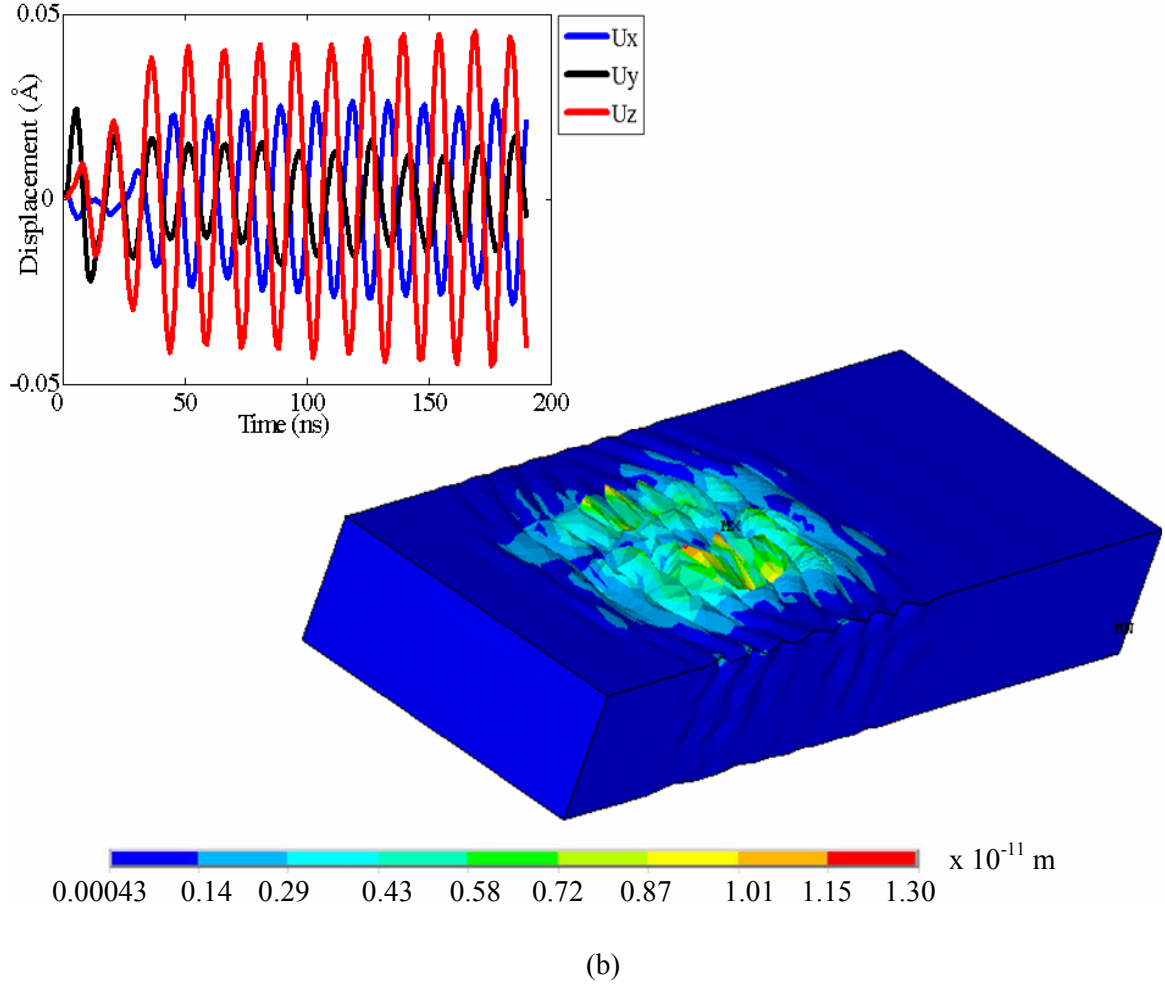 0.05
0
-0.05
Displacement (Å)
0 50 100 150 200
Time (ns)
Ux
Uy
Uz
MX
MN
0.00043 0.14 0.29 0.43 0.58 0.72 0.87 1.01 1.15 1.30
x 10⁻¹¹ m
(b)